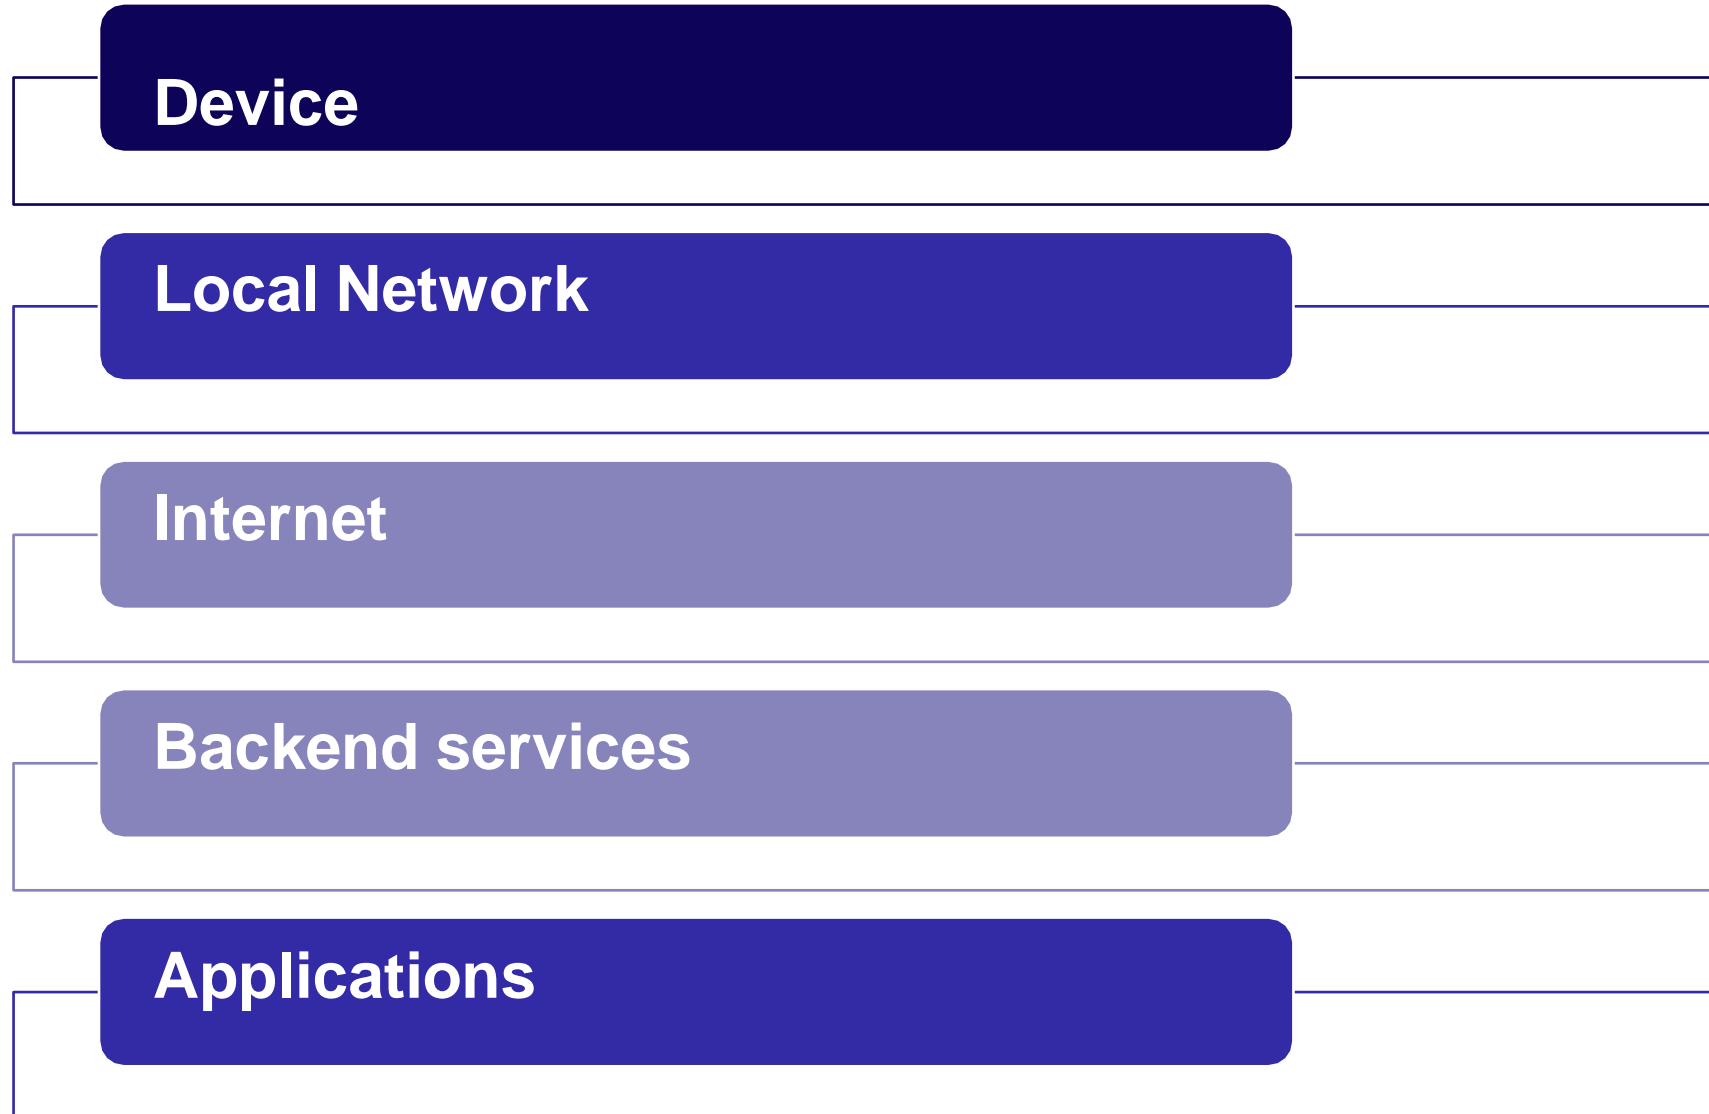 Device
Local Network
Internet
Backend services
Applications